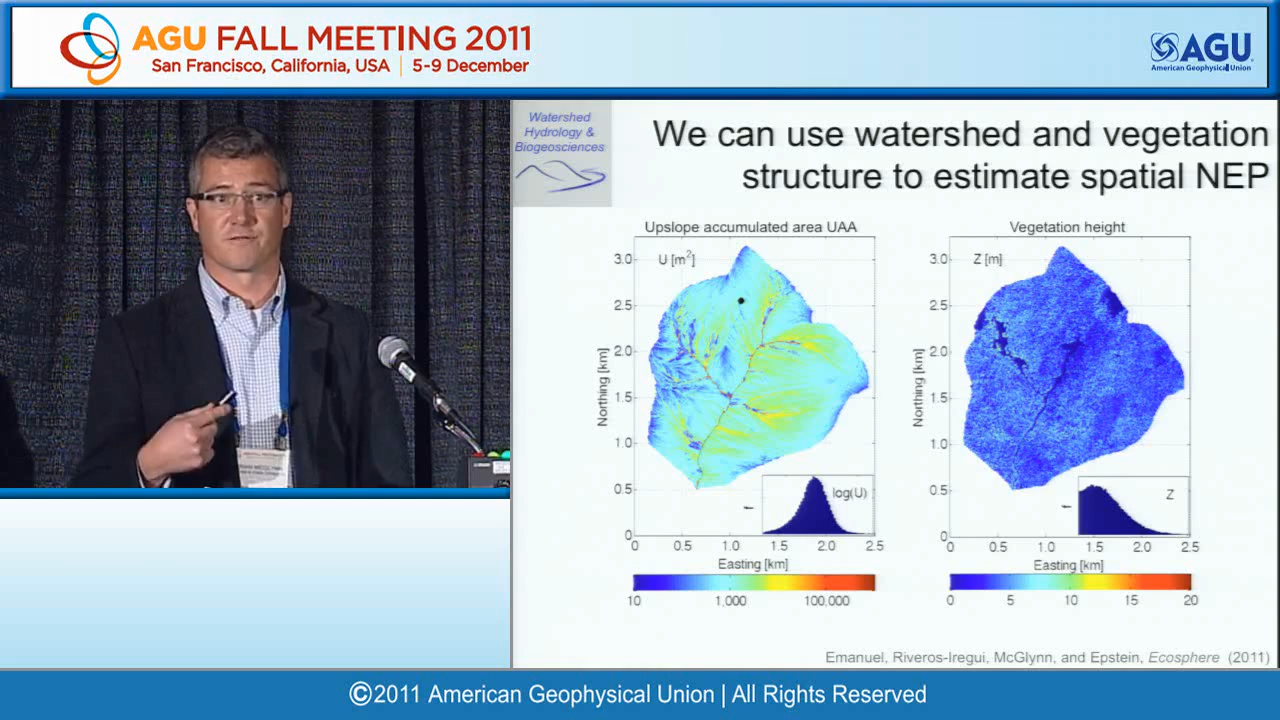 AGU FALL MEETING 2011
San Francisco, California, USA | 5-9 December
AGU
American Geophysical Union
Watershed
Hydrology &
Biogeosciences
We can use watershed and vegetation
structure to estimate spatial NEP
Upslope accumulated area UAA
U [m²]
3.0
2.5
2.0
1.5
1.0
0.5
0
Northing [km]
log(U)
f
0 0.5 1.0 1.5 2.0 2.5
Easting [km]
10 1,000 100,000
Vegetation height
Z [m]
3.0
2.5
2.0
1.5
1.0
0.5
0
Northing [km]
Z
f
0 0.5 1.0 1.5 2.0 2.5
Easting [km]
0 5 10 15 20
Emanuel, Riveros-Iregui, McGlynn, and Epstein, Ecosphere (2011)
©2011 American Geophysical Union | All Rights Reserved